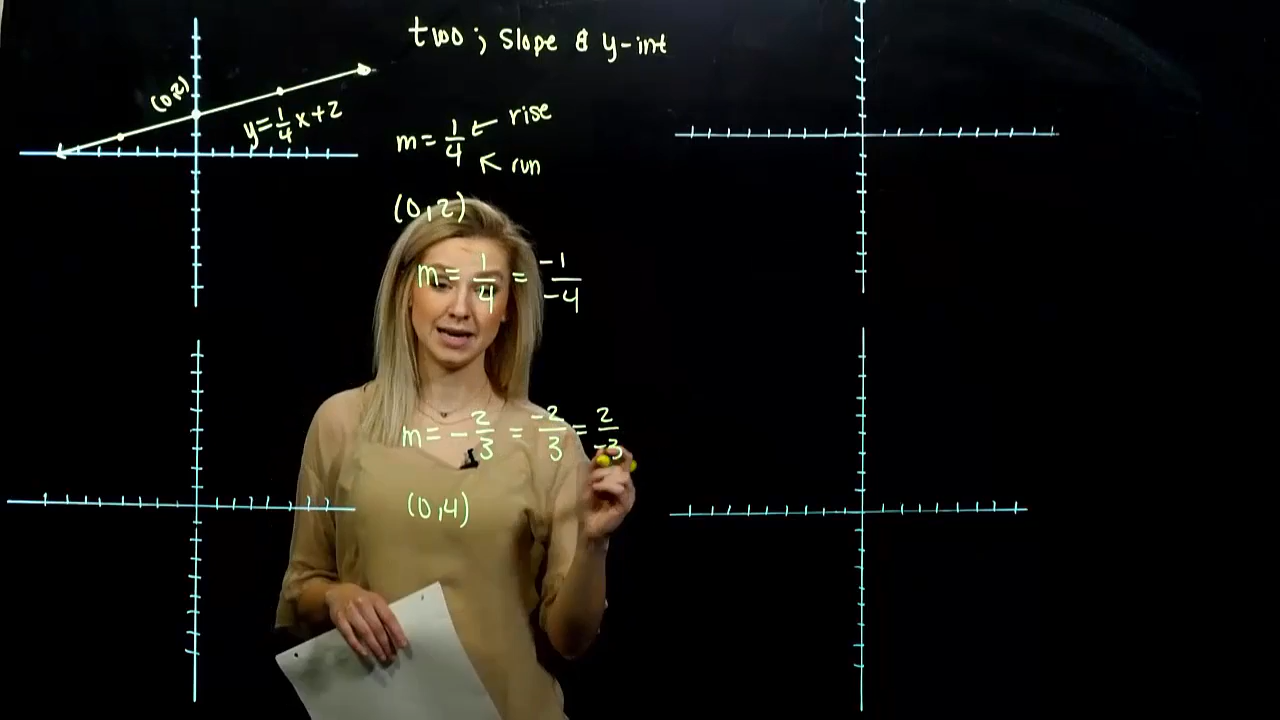 two ; Slope & y-int
(0,2)
y=1/4x+2
m= 1/4 ← rise
← run
(0,2)
m= 1/4 = -1/-4
m= -2/3 = -2/3 = 2/-3
(0,4)